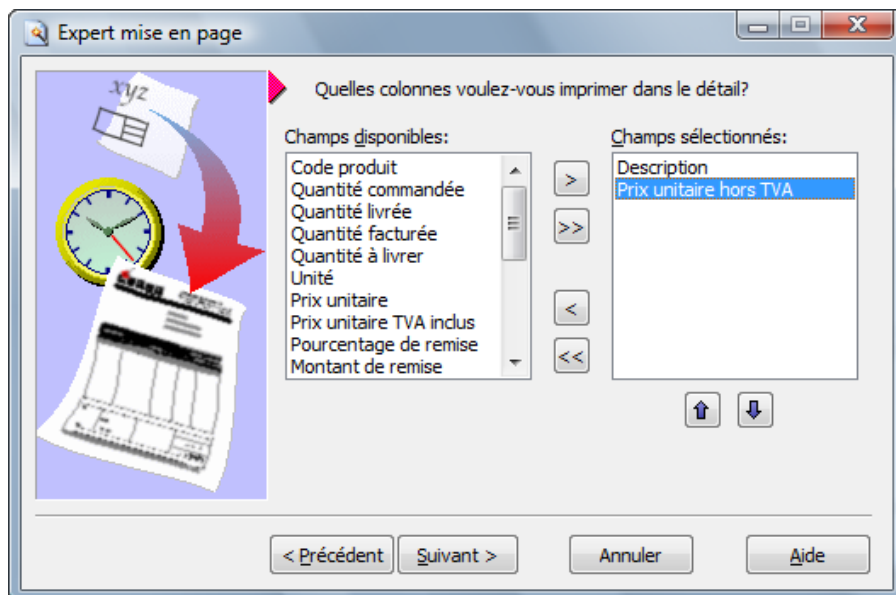 Expert mise en page
xyz
Quelles colonnes voulez-vous imprimer dans le détail?
Champs disponibles:
Code produit
Quantité commandée
Quantité livrée
Quantité facturée
Quantité à livrer
Unité
Prix unitaire
Prix unitaire TVA inclus
Pourcentage de remise
Montant de remise
>
>>
<
<<
Champs sélectionnés:
Description
Prix unitaire hors TVA
< Précédent
Suivant >
Annuler
Aide